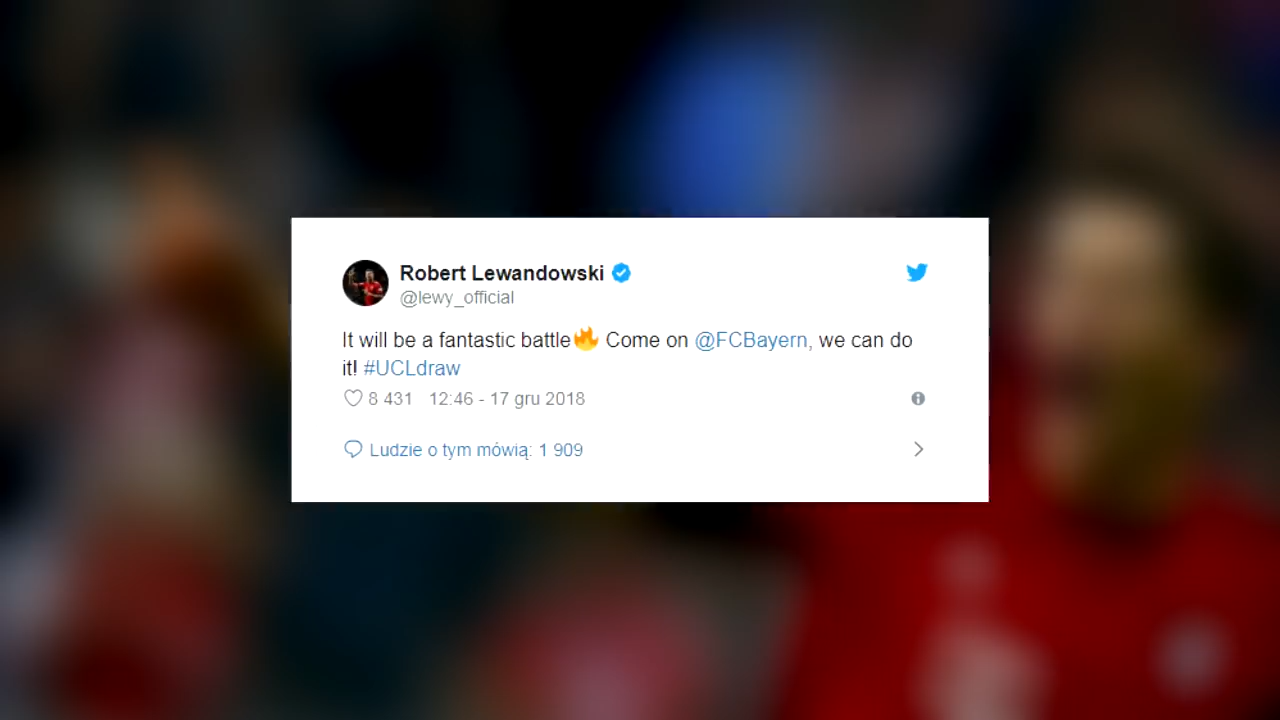 Robert Lewandowski
@lewy_official
It will be a fantastic battle🔥 Come on @FCBayern, we can do
it! #UCLdraw
8 431 12:46 - 17 gru 2018
Ludzie o tym mówią: 1 909